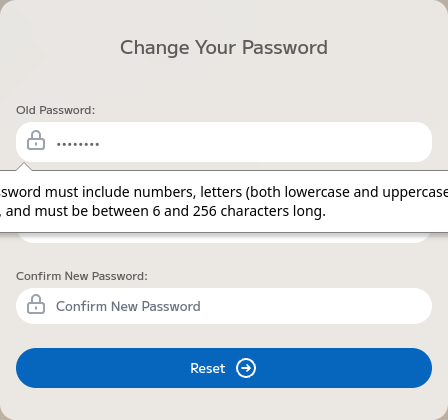 Change Your Password
Old Password:
••••••••
must include numbers, letters (both lowercase and uppercase
, and must be between 6 and 256 characters long.
Confirm New Password:
Confirm New Password
Reset